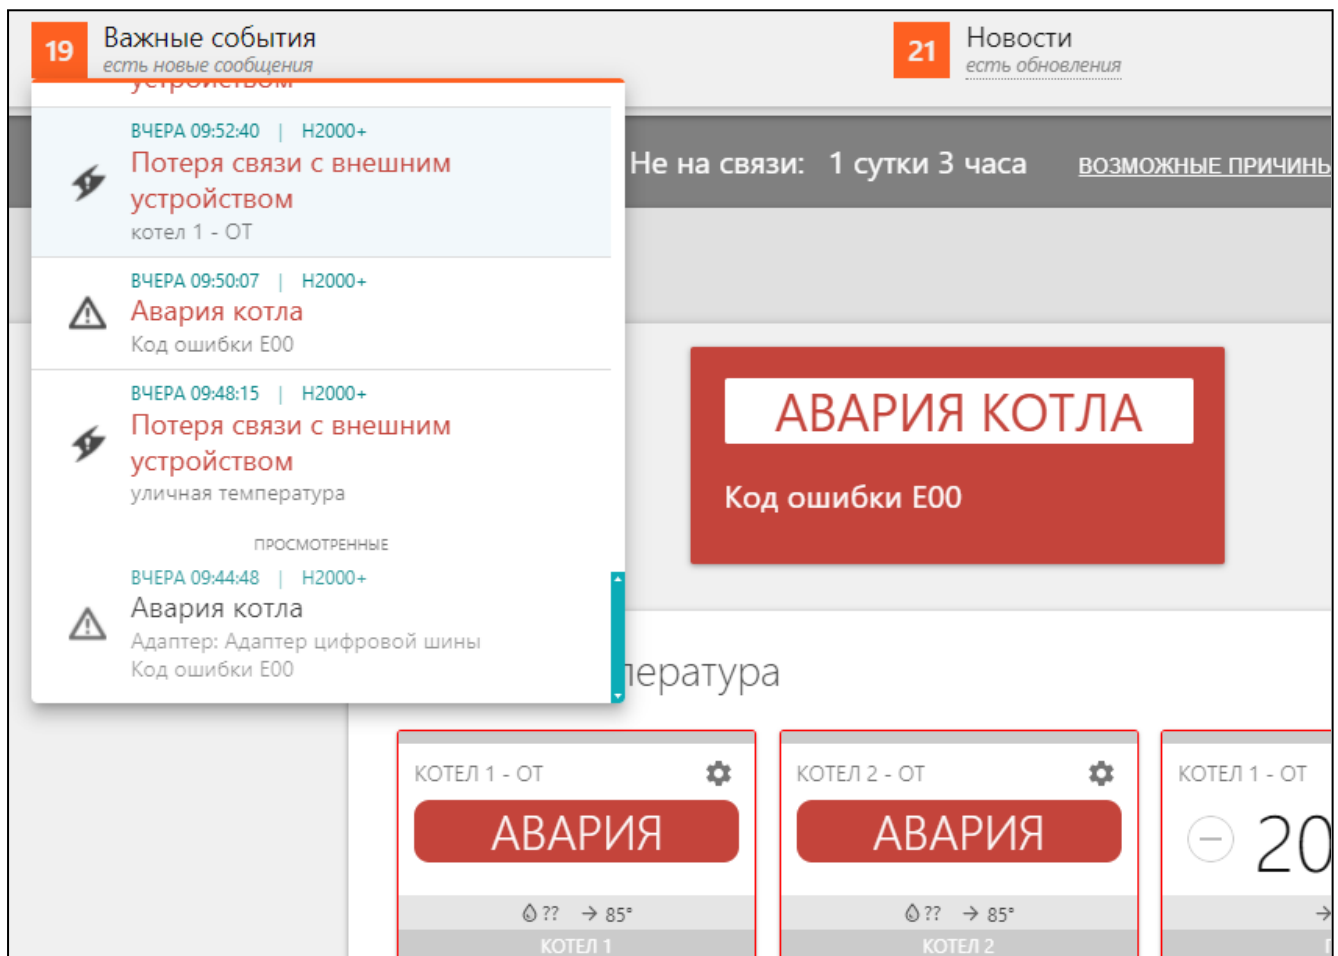 19
Важные события
есть новые сообщения
21
Новости
есть обновления
устройством
ВЧЕРА 09:52:40 | H2000+
Потеря связи с внешним
устройством
котел 1 - ОТ
Не на связи: 1 сутки 3 часа
ВОЗМОЖНЫЕ ПРИЧИНЫ
ВЧЕРА 09:50:07 | H2000+
Авария котла
Код ошибки E00
ВЧЕРА 09:48:15 | H2000+
Потеря связи с внешним
устройством
уличная температура
ПРОСМОТРЕННЫЕ
ВЧЕРА 09:44:48 | H2000+
Авария котла
Адаптер: Адаптер цифровой шины
Код ошибки E00
АВАРИЯ КОТЛА
Код ошибки E00
пература
КОТЕЛ 1 - ОТ
АВАРИЯ
?? → 85°
КОТЕЛ 1
КОТЕЛ 2 - ОТ
АВАРИЯ
?? → 85°
КОТЕЛ 2
КОТЕЛ 1 - ОТ
20
→